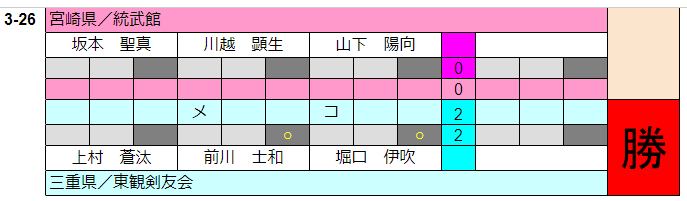 3-26 宮崎県／統武館
坂本　聖真 川越　顕生 山下　陽向
0
0
メ コ 2
○ ○ 2
勝
上村　蒼汰 前川　士和 堀口　伊吹
三重県／東観剣友会